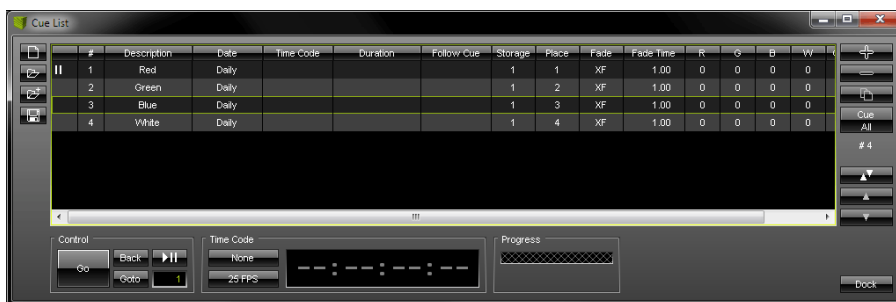 Cue List
# Description Date Time Code Duration Follow Cue Storage Place Fade Fade Time R G B W
1 Red Daily 1 1 XF 1.00 0 0 0 0
2 Green Daily 1 2 XF 1.00 0 0 0 0
3 Blue Daily 1 3 XF 1.00 0 0 0 0
4 White Daily 1 4 XF 1.00 0 0 0 0
Cue
All
# 4
Control
Go
Back
Goto 1
Time Code
None
25 FPS
--:--:--:--
Progress
Dock